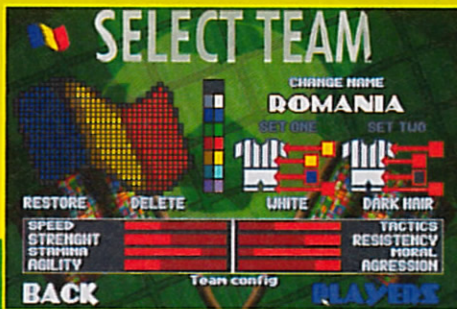 SELECT TEAM
CHANGE NAME
ROMANIA
SET ONE SET TWO
RESTORE DELETE WHITE DARK HAIR
SPEED TACTICS
STRENGHT RESISTENCY
STAMINA MORAL
AGILITY AGRESSION
Team config
BACK PLAYERS